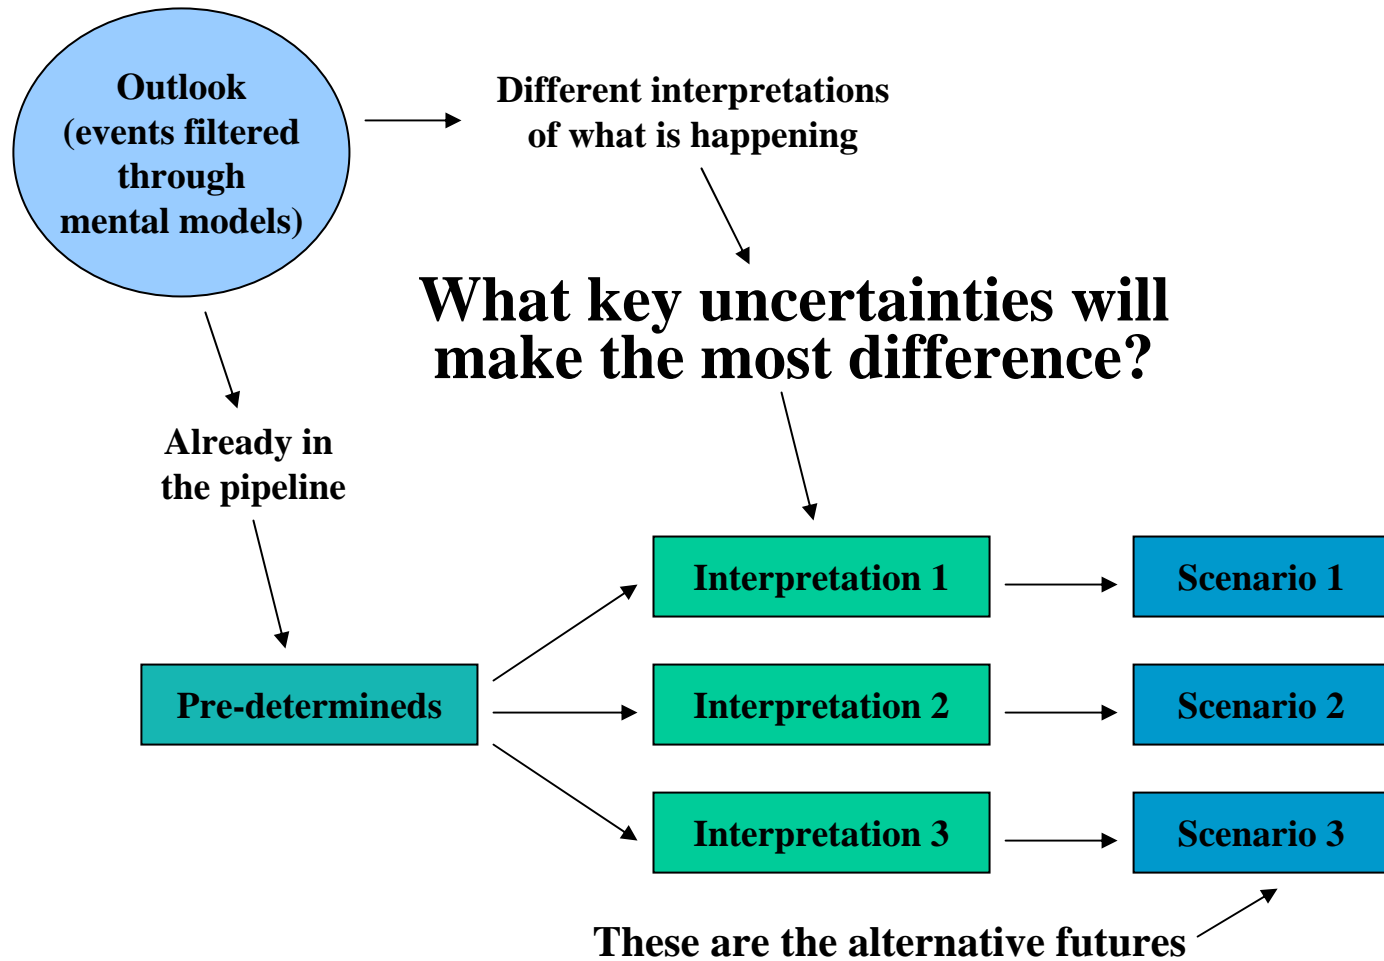 Outlook
(events filtered
through
mental models)
Different interpretations
of what is happening
What key uncertainties will
make the most difference?
Already in
the pipeline
Pre-determineds
Interpretation 1
Scenario 1
Interpretation 2
Scenario 2
Interpretation 3
Scenario 3
These are the alternative futures